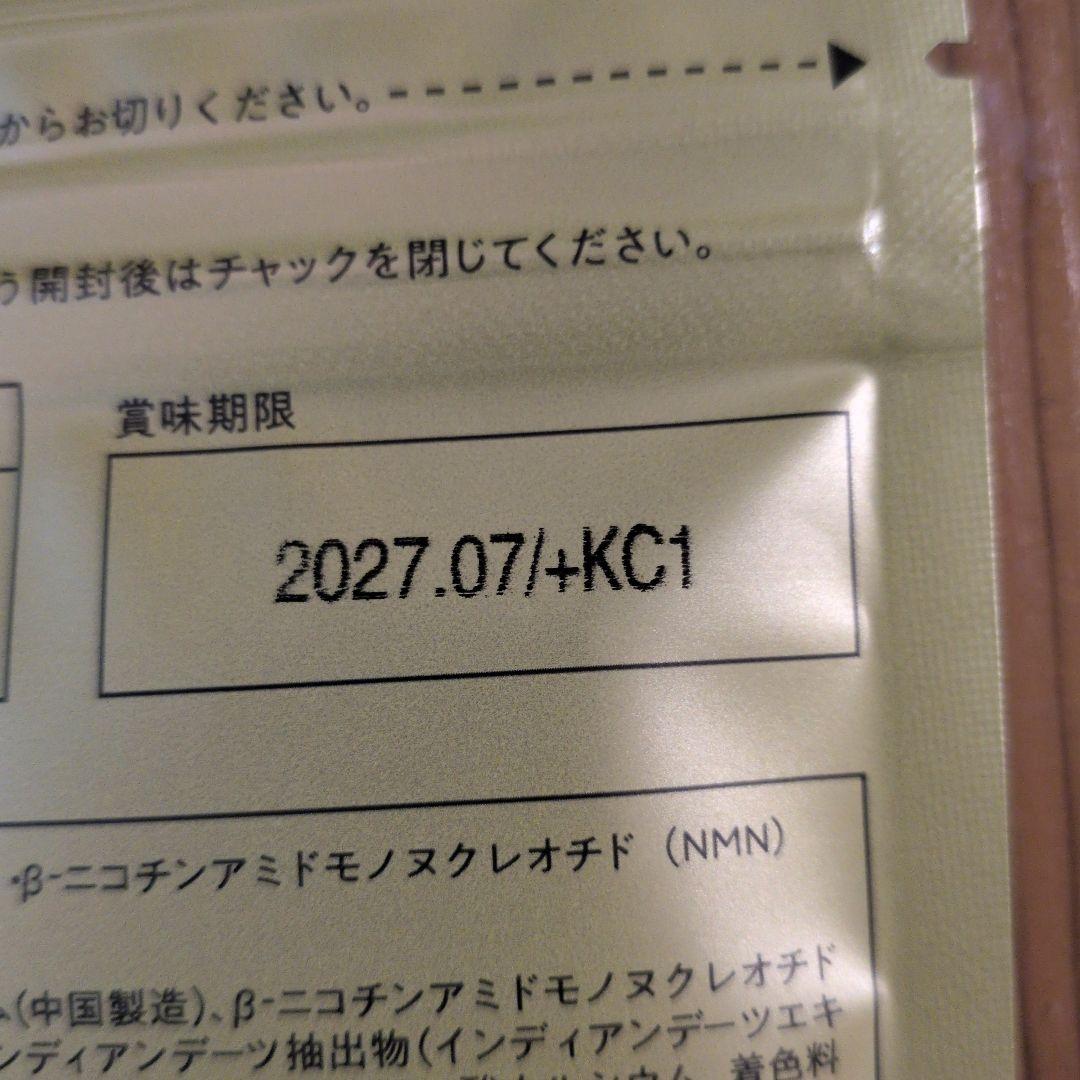 からお切りください。
う開封後はチャックを閉じてください。
賞味期限
2027.07/+KC1
・β-ニコチンアミドモノヌクレオチド（NMN）
ム(中国製造)、β-ニコチンアミドモノヌクレオチド
ンディアンデーツ抽出物(インディアンデーツエキ
着色料